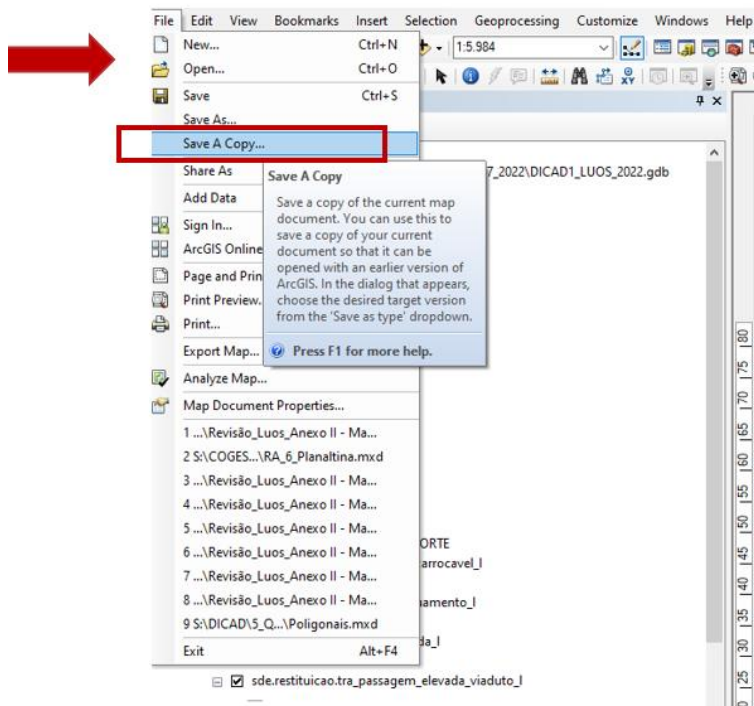 File Edit View Bookmarks Insert Selection Geoprocessing Customize Windows Help
New... Ctrl+N
1:5.984
Open... Ctrl+O
Save Ctrl+S
Save As...
Save A Copy...
Share As
7_2022\DICAD1_LUOS_2022.gdb
Save A Copy
Save a copy of the current map
document. You can use this to
save a copy of your current
document so that it can be
opened with an earlier version of
ArcGIS. In the dialog that appears,
choose the desired target version
from the 'Save as type' dropdown.
Press F1 for more help.
Add Data
Sign In...
ArcGIS Online
Page and Prin
Print Preview.
Print...
Export Map...
Analyze Map...
Map Document Properties...
1 ...\Revisão_Luos_Anexo II - Ma...
2 S:\COGES...\RA_6_Planaltina.mxd
3 ...\Revisão_Luos_Anexo II - Ma...
4 ...\Revisão_Luos_Anexo II - Ma...
5 ...\Revisão_Luos_Anexo II - Ma...
6 ...\Revisão_Luos_Anexo II - Ma...
7 ...\Revisão_Luos_Anexo II - Ma...
8 ...\Revisão_Luos_Anexo II - Ma...
9 S:\DICAD\5_Q...\Poligonais.mxd
Exit Alt+F4
ORTE
arrocavel_l
amento_l
da_l
sde.restituicao.tra_passagem_elevada_viaduto_l
80
75
70
65
60
55
50
45
40
35
30
25